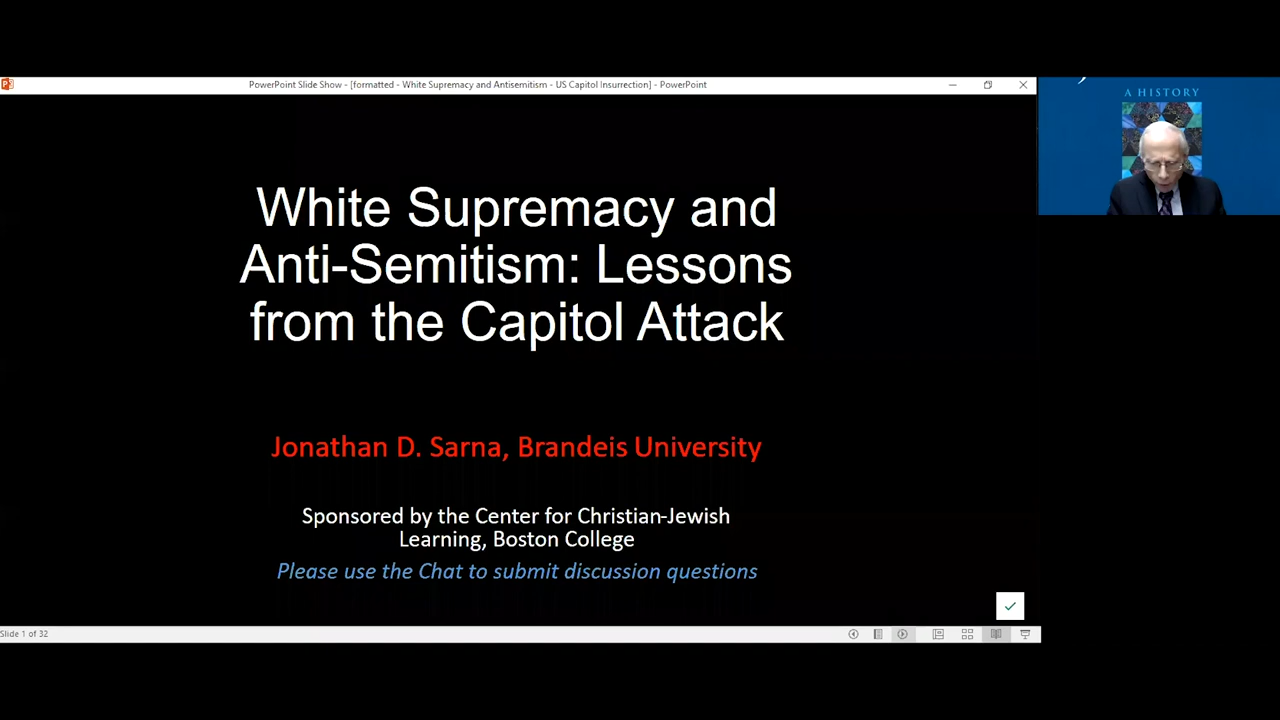 PowerPoint Slide Show - [formatted - White Supremacy and Antisemitism - US Capitol Insurrection] - PowerPoint
A HISTORY
White Supremacy and
Anti-Semitism: Lessons
from the Capitol Attack
Jonathan D. Sarna, Brandeis University
Sponsored by the Center for Christian-Jewish
Learning, Boston College
Please use the Chat to submit discussion questions
Slide 1 of 32